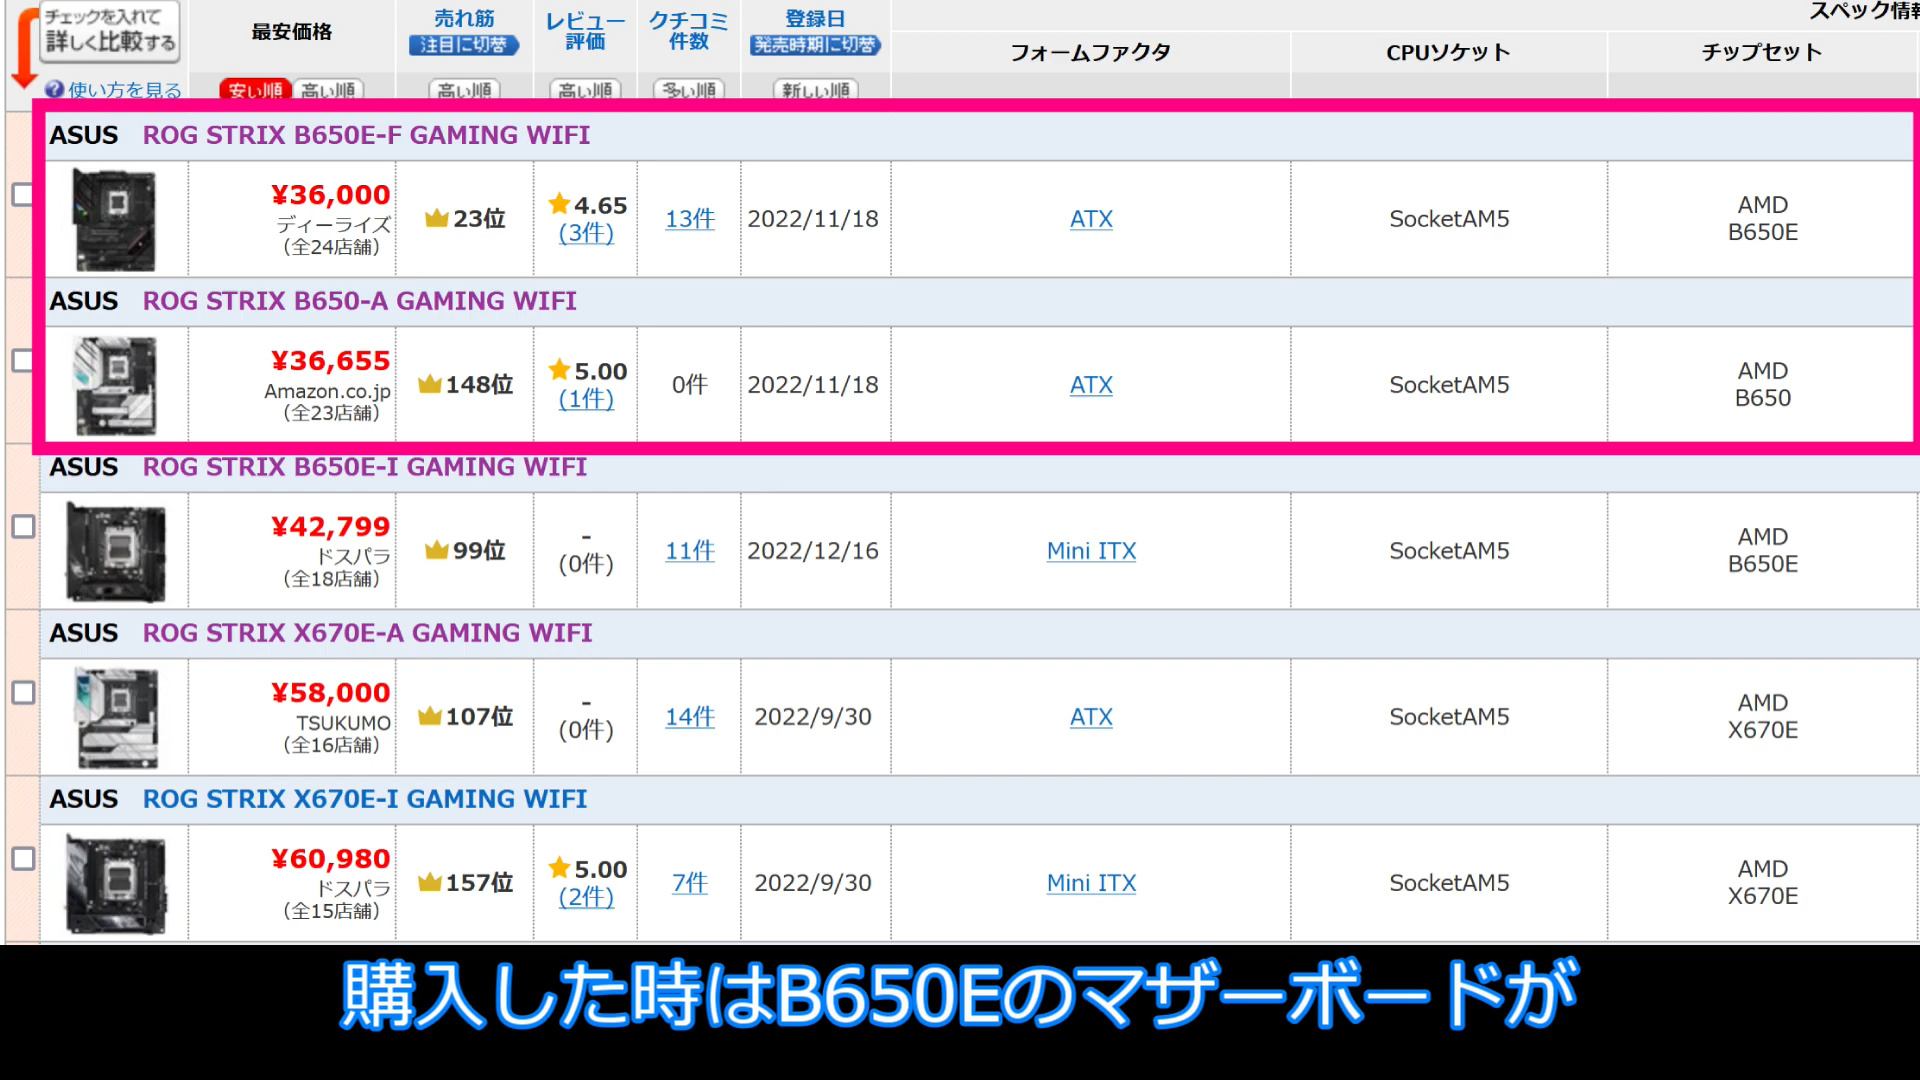 チェックを入れて
詳しく比較する
使い方を見る
最安価格
安い順 高い順
売れ筋
注目に切替
高い順
レビュー
評価
高い順
クチコミ
件数
多い順
登録日
発売時期に切替
新しい順
スペック情報
フォームファクタ
CPUソケット
チップセット
ASUS ROG STRIX B650E-F GAMING WIFI
¥36,000
ディーライズ
(全24店舗)
23位
4.65
(3件)
13件
2022/11/18
ATX
SocketAM5
AMD
B650E
ASUS ROG STRIX B650-A GAMING WIFI
¥36,655
Amazon.co.jp
(全23店舗)
148位
5.00
(1件)
0件
2022/11/18
ATX
SocketAM5
AMD
B650
ASUS ROG STRIX B650E-I GAMING WIFI
¥42,799
ドスパラ
(全18店舗)
99位
-
(0件)
11件
2022/12/16
Mini ITX
SocketAM5
AMD
B650E
ASUS ROG STRIX X670E-A GAMING WIFI
¥58,000
TSUKUMO
(全16店舗)
107位
-
(0件)
14件
2022/9/30
ATX
SocketAM5
AMD
X670E
ASUS ROG STRIX X670E-I GAMING WIFI
¥60,980
ドスパラ
(全15店舗)
157位
5.00
(2件)
7件
2022/9/30
Mini ITX
SocketAM5
AMD
X670E
購入した時はB650Eのマザーボードが